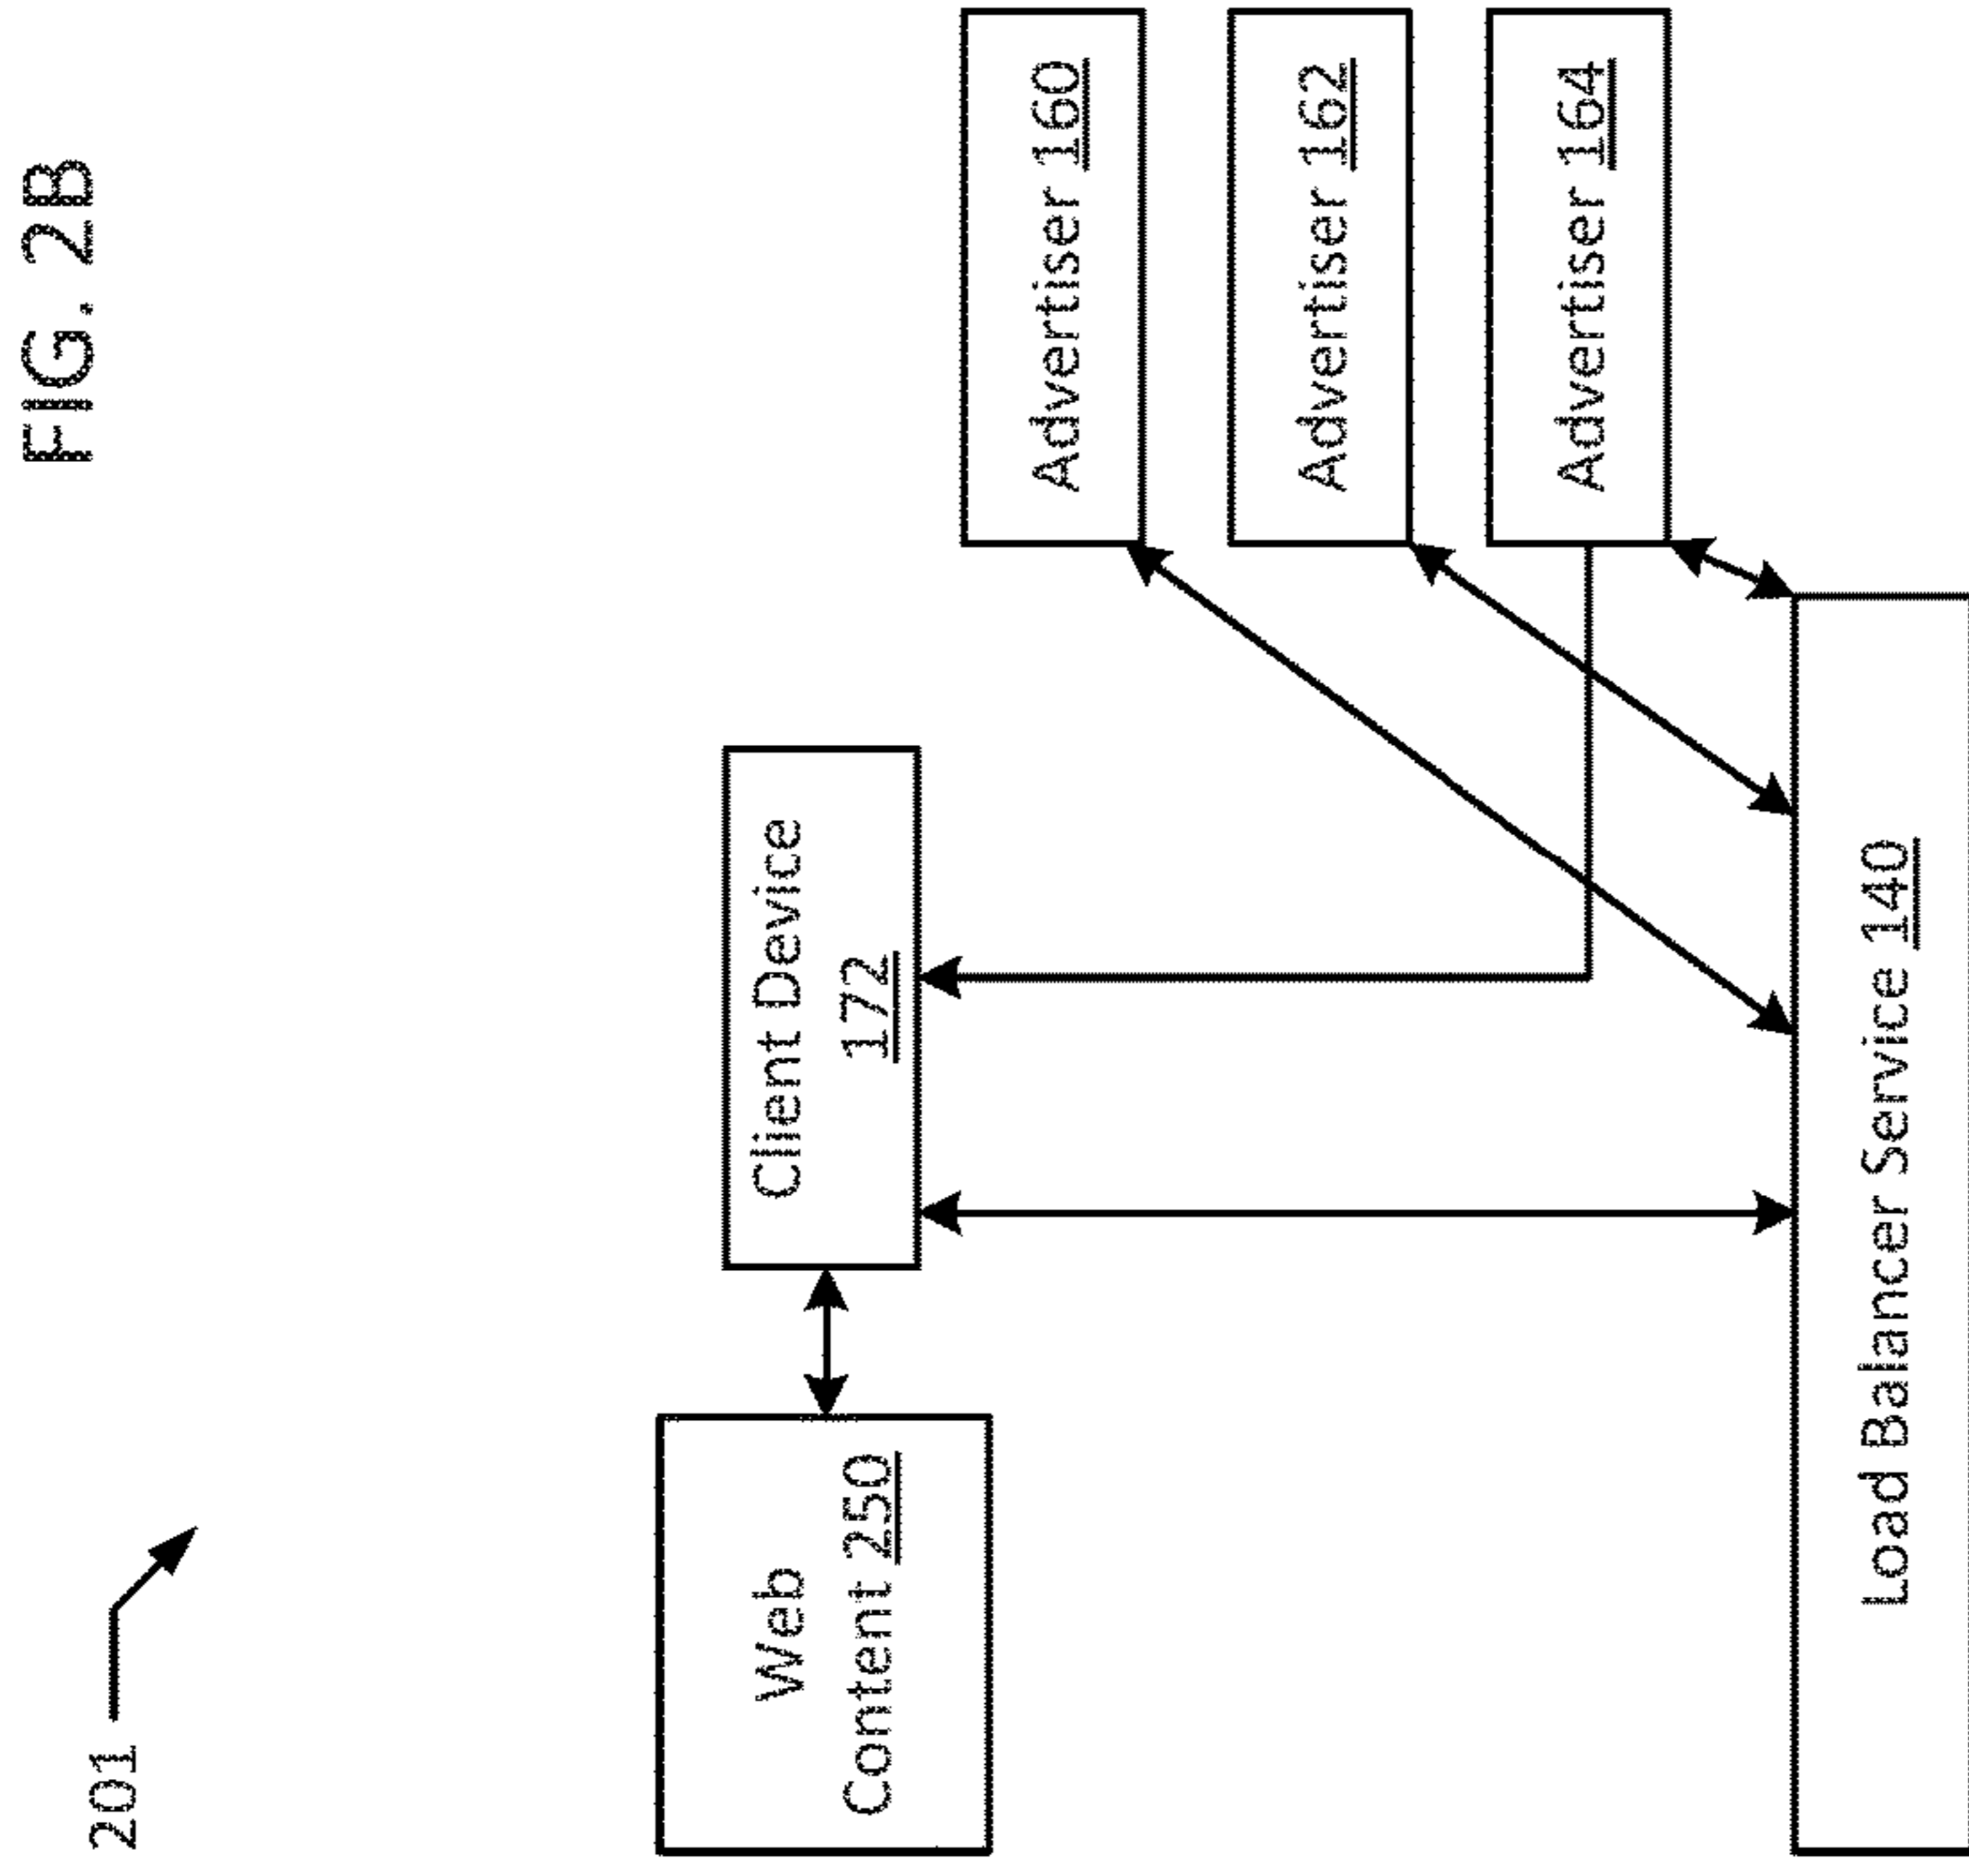 FIG. 2B
201
Web
Content 250
Client Device
172
Advertiser 160
Advertiser 162
Advertiser 164
Load Balancer Service 140